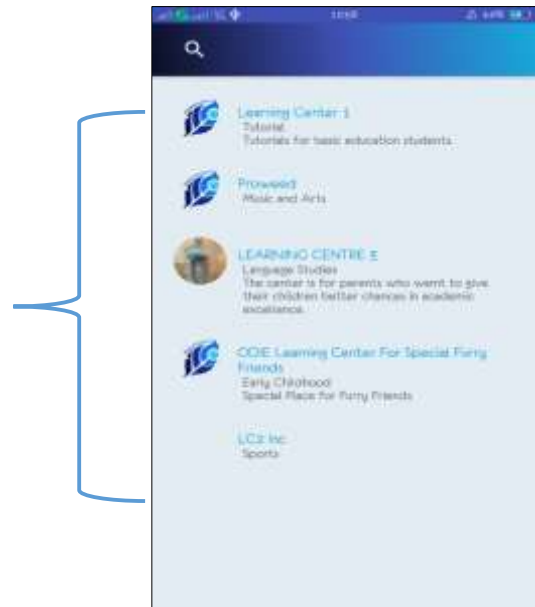 Learning Center 1
Tutorial
Tutorials for basic education students
Proweed
Music and Arts
LEARNING CENTRE 5
Language Studies
The center is for parents who want to give
their children better chances in academic
excellence.
CCIE Learning Center For Special Furry
Friends
Early Childhood
Special Place for Furry Friends
LC2 Inc
Sports